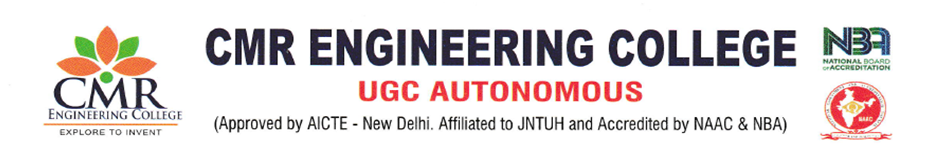 CMR ENGINEERING COLLEGE
UGC AUTONOMOUS
(Approved by AICTE - New Delhi. Affiliated to JNTUH and Accredited by NAAC & NBA)
CMR
ENGINEERING COLLEGE
EXPLORE TO INVENT
NBA
NATIONAL BOARD
OF ACCREDITATION
NAAC